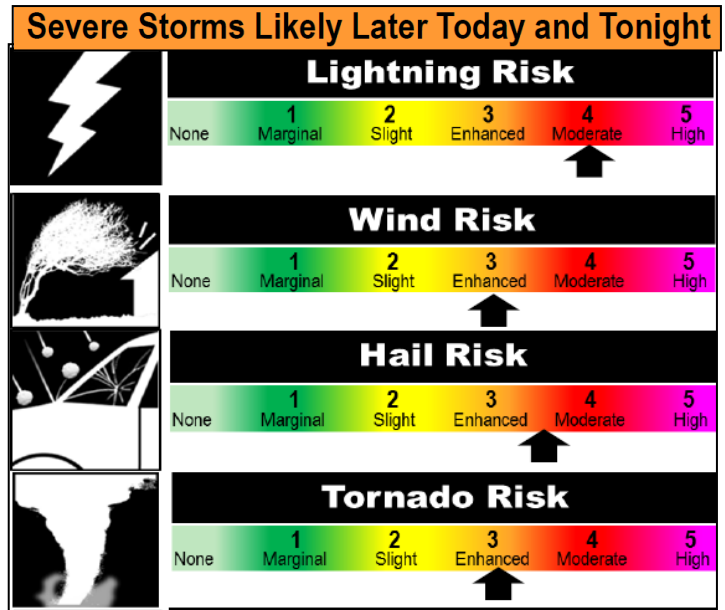 Severe Storms Likely Later Today and Tonight
Lightning Risk
1 2 3 4 5
None Marginal Slight Enhanced Moderate High
Wind Risk
1 2 3 4 5
None Marginal Slight Enhanced Moderate High
Hail Risk
1 2 3 4 5
None Marginal Slight Enhanced Moderate High
Tornado Risk
1 2 3 4 5
None Marginal Slight Enhanced Moderate High